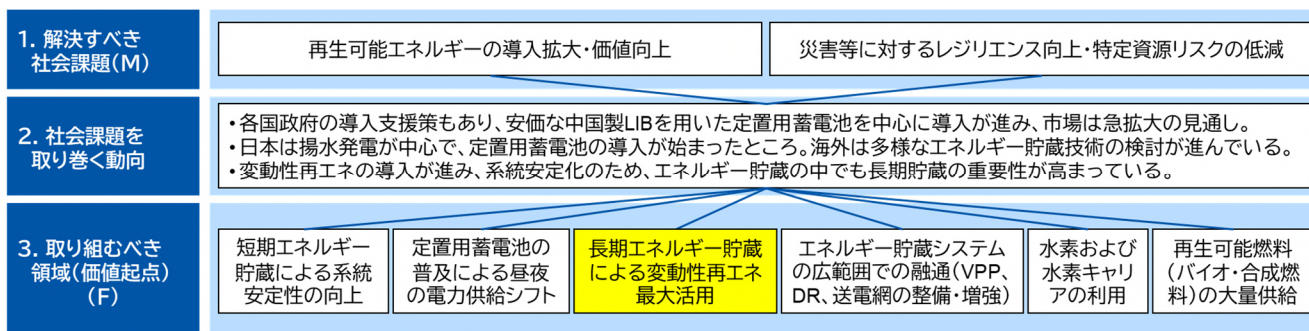 1. 解決すべき
社会課題(M)
再生可能エネルギーの導入拡大・価値向上
災害等に対するレジリエンス向上・特定資源リスクの低減
2. 社会課題を
取り巻く動向
・各国政府の導入支援策もあり、安価な中国製LIBを用いた定置用蓄電池を中心に導入が進み、市場は急拡大の見通し。
・日本は揚水発電が中心で、定置用蓄電池の導入が始まったところ。海外は多様なエネルギー貯蔵技術の検討が進んでいる。
・変動性再エネの導入が進み、系統安定化のため、エネルギー貯蔵の中でも長期貯蔵の重要性が高まっている。
3. 取り組むべき
領域(価値起点)
(F)
短期エネルギー
貯蔵による系統
安定性の向上
定置用蓄電池の
普及による昼夜
の電力供給シフト
長期エネルギー貯蔵
による変動性再エネ
最大活用
エネルギー貯蔵システム
の広範囲での融通(VPP、
DR、送電網の整備・増強)
水素および
水素キャリ
アの利用
再生可能燃料
(バイオ・合成燃
料)の大量供給